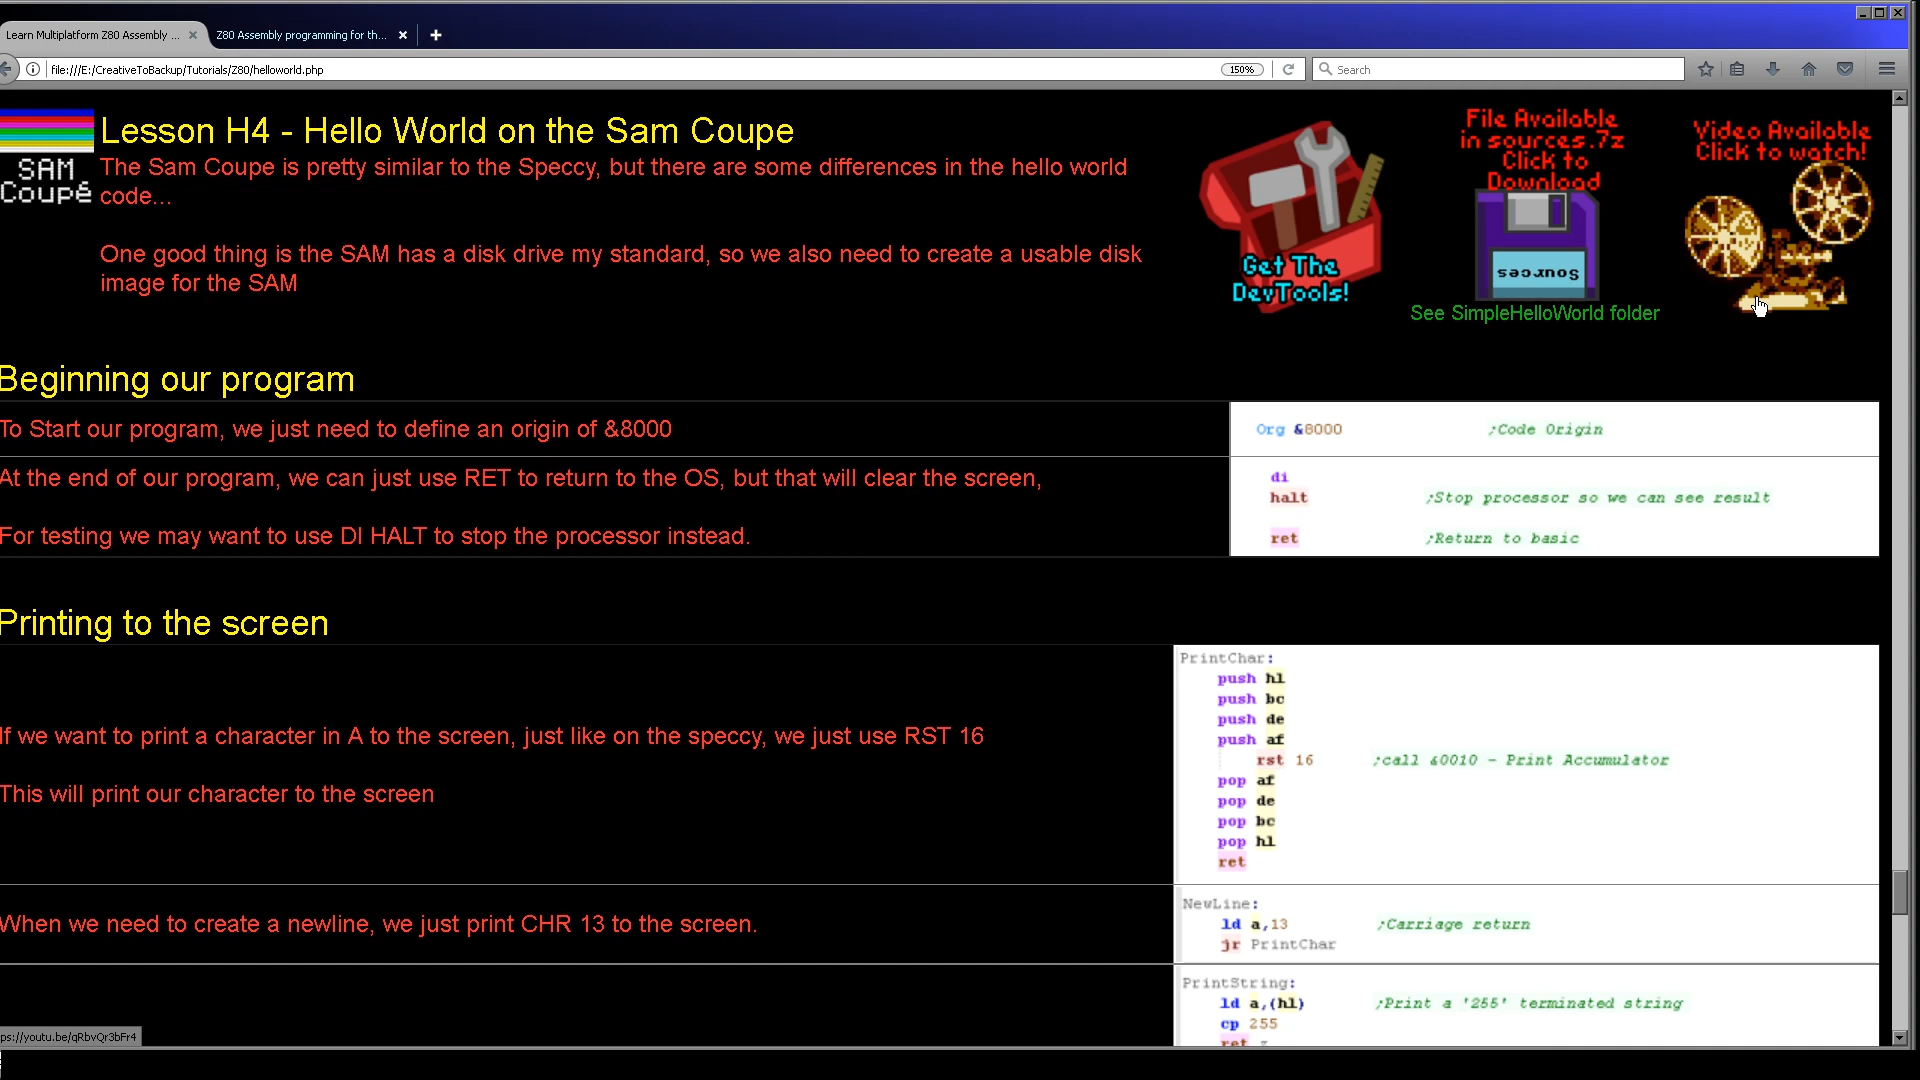 Learn Multiplatform Z80 Assembly ...
Z80 Assembly programming for th...
file:///E:/CreativeToBackup/Tutorials/Z80/helloworld.php
150%
Search
SAM
Coupé
Lesson H4 - Hello World on the Sam Coupe
The Sam Coupe is pretty similar to the Speccy, but there are some differences in the hello world
code...
One good thing is the SAM has a disk drive my standard, so we also need to create a usable disk
image for the SAM
Get The
DevTools!
File Available
in sources.7z
Click to
Download
Sources
See SimpleHelloWorld folder
Video Available
Click to watch!
Beginning our program
To Start our program, we just need to define an origin of &8000
Org &8000 ;Code Origin
At the end of our program, we can just use RET to return to the OS, but that will clear the screen,
For testing we may want to use DI HALT to stop the processor instead.
di
halt ;Stop processor so we can see result
ret ;Return to basic
Printing to the screen
If we want to print a character in A to the screen, just like on the speccy, we just use RST 16
This will print our character to the screen
PrintChar:
push hl
push bc
push de
push af
rst 16 ;call &0010 - Print Accumulator
pop af
pop de
pop bc
pop hl
ret
When we need to create a newline, we just print CHR 13 to the screen.
NewLine:
ld a,13 ;Carriage return
jr PrintChar
PrintString:
ld a,(hl) ;Print a '255' terminated string
cp 255
ret z
ps://youtu.be/qRbvQr3bFr4